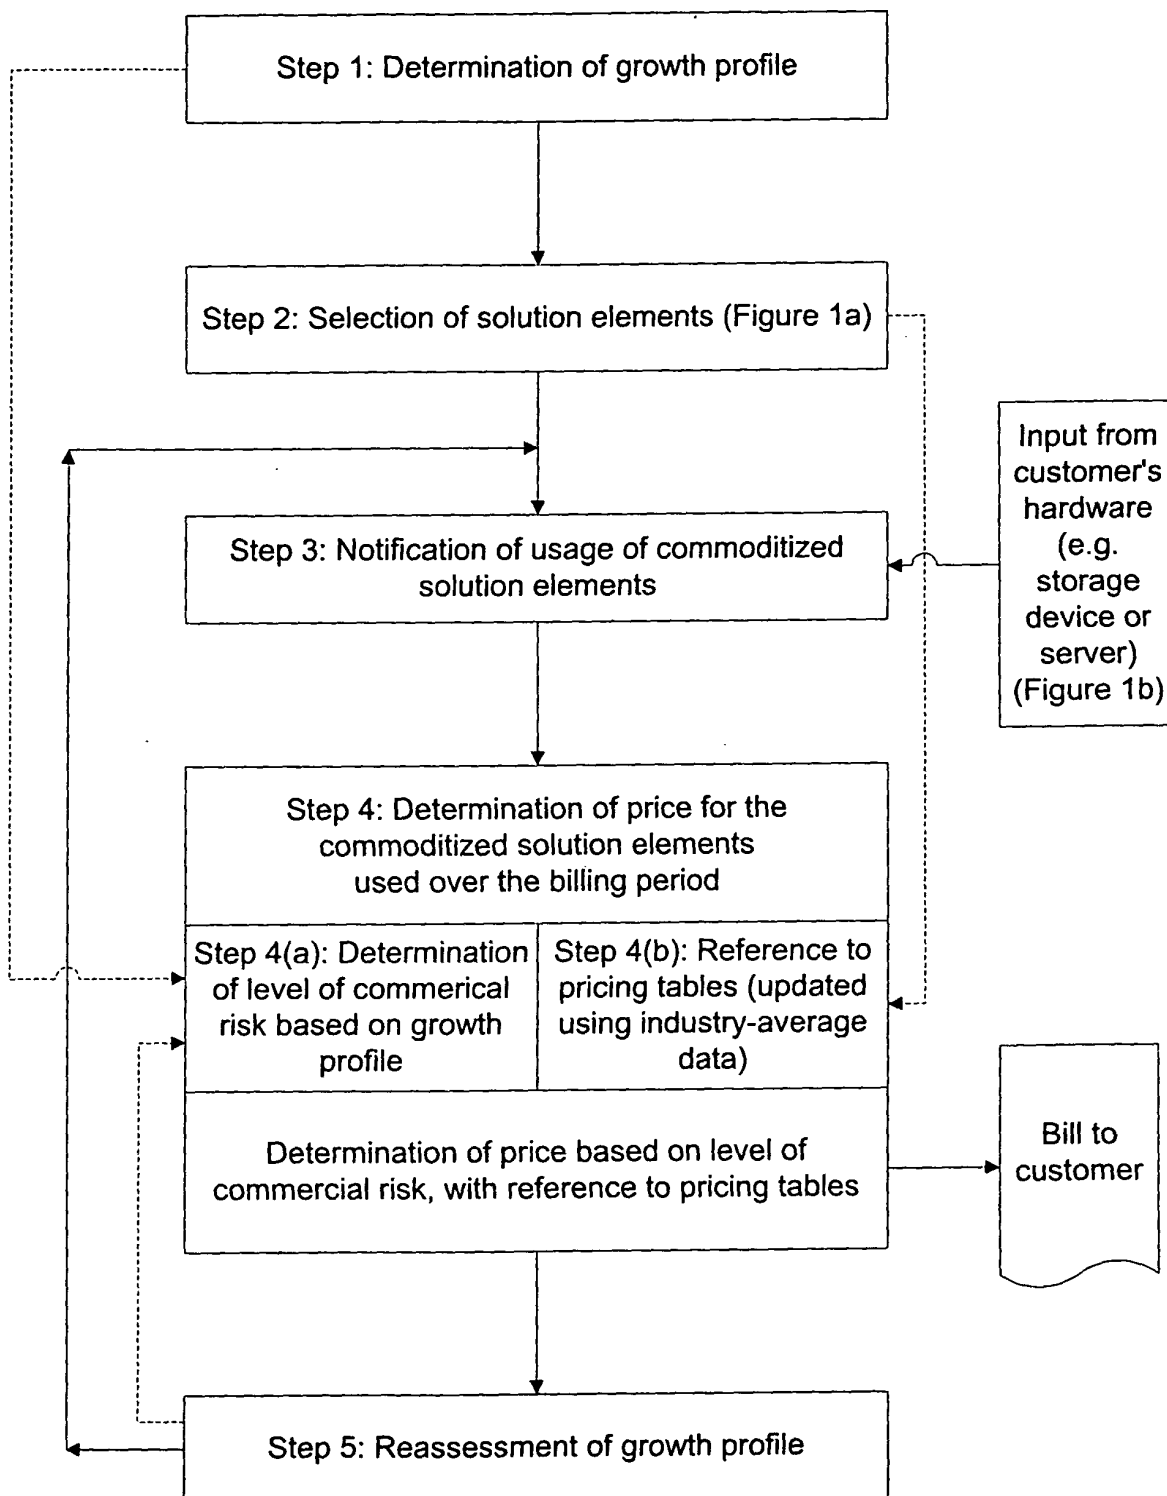 Step 1: Determination of growth profile
Step 2: Selection of solution elements (Figure 1a)
Input from
customer's
hardware
(e.g.
storage
device or
server)
(Figure 1b)
Step 3: Notification of usage of commoditized
solution elements
Step 4: Determination of price for the
commoditized solution elements
used over the billing period
Step 4(a): Determination
of level of commerical
risk based on growth
profile
Step 4(b): Reference to
pricing tables (updated
using industry-average
data)
Determination of price based on level of
commercial risk, with reference to pricing tables
Bill to
customer
Step 5: Reassessment of growth profile